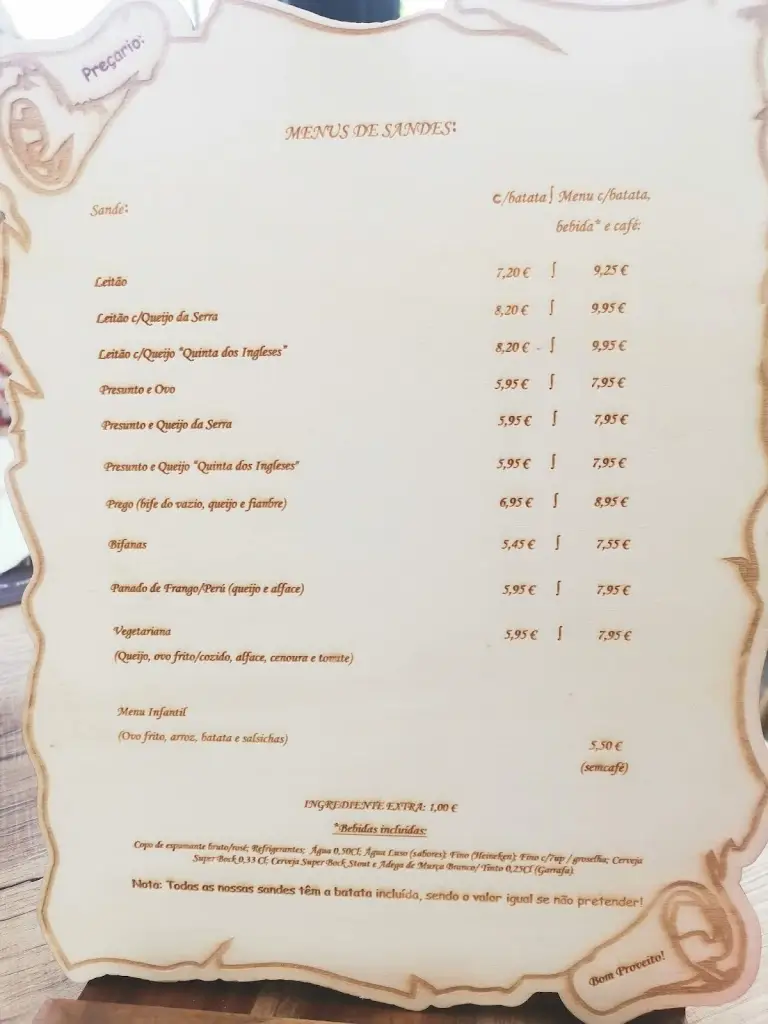 Preçário:
MENUS DE SANDES:
Sande: c/batata ∫ Menu c/batata,
bebida* e café:
Leitão 7,20 € ∫ 9,25 €
Leitão c/Queijo da Serra 8,20 € ∫ 9,95 €
Leitão c/Queijo "Quinta dos Ingleses" 8,20 € ∫ 9,95 €
Presunto e Ovo 5,95 € ∫ 7,95 €
Presunto e Queijo da Serra 5,95 € ∫ 7,95 €
Presunto e Queijo "Quinta dos Ingleses" 5,95 € ∫ 7,95 €
Prego (bife do vazio, queijo e fiambre) 6,95 € ∫ 8,95 €
Bifanas 5,45 € ∫ 7,55 €
Panado de Frango/Perú (queijo e alface) 5,95 € ∫ 7,95 €
Vegetariana 5,95 € ∫ 7,95 €
(Queijo, ovo frito/cozido, alface, cenoura e tomate)
Menu Infantil
(Ovo frito, arroz, batata e salsichas) 5,50 €
(semcafé)
INGREDIENTE EXTRA: 1,00 €
*Bebidas incluídas:
Copo de espumante bruto/rosé; Refrigerantes; Água 0,50Cl; Água Luso (sabores); Fino (Heineken); Fino c/7up / groselha; Cerveja
Super Bock 0,33 Cl; Cerveja Super Bock Stout e Adega de Murça Branco/Tinto 0,25Cl (Garrafa)
Nota: Todas as nossas sandes têm a batata incluída, sendo o valor igual se não pretender!
Bom Proveito!